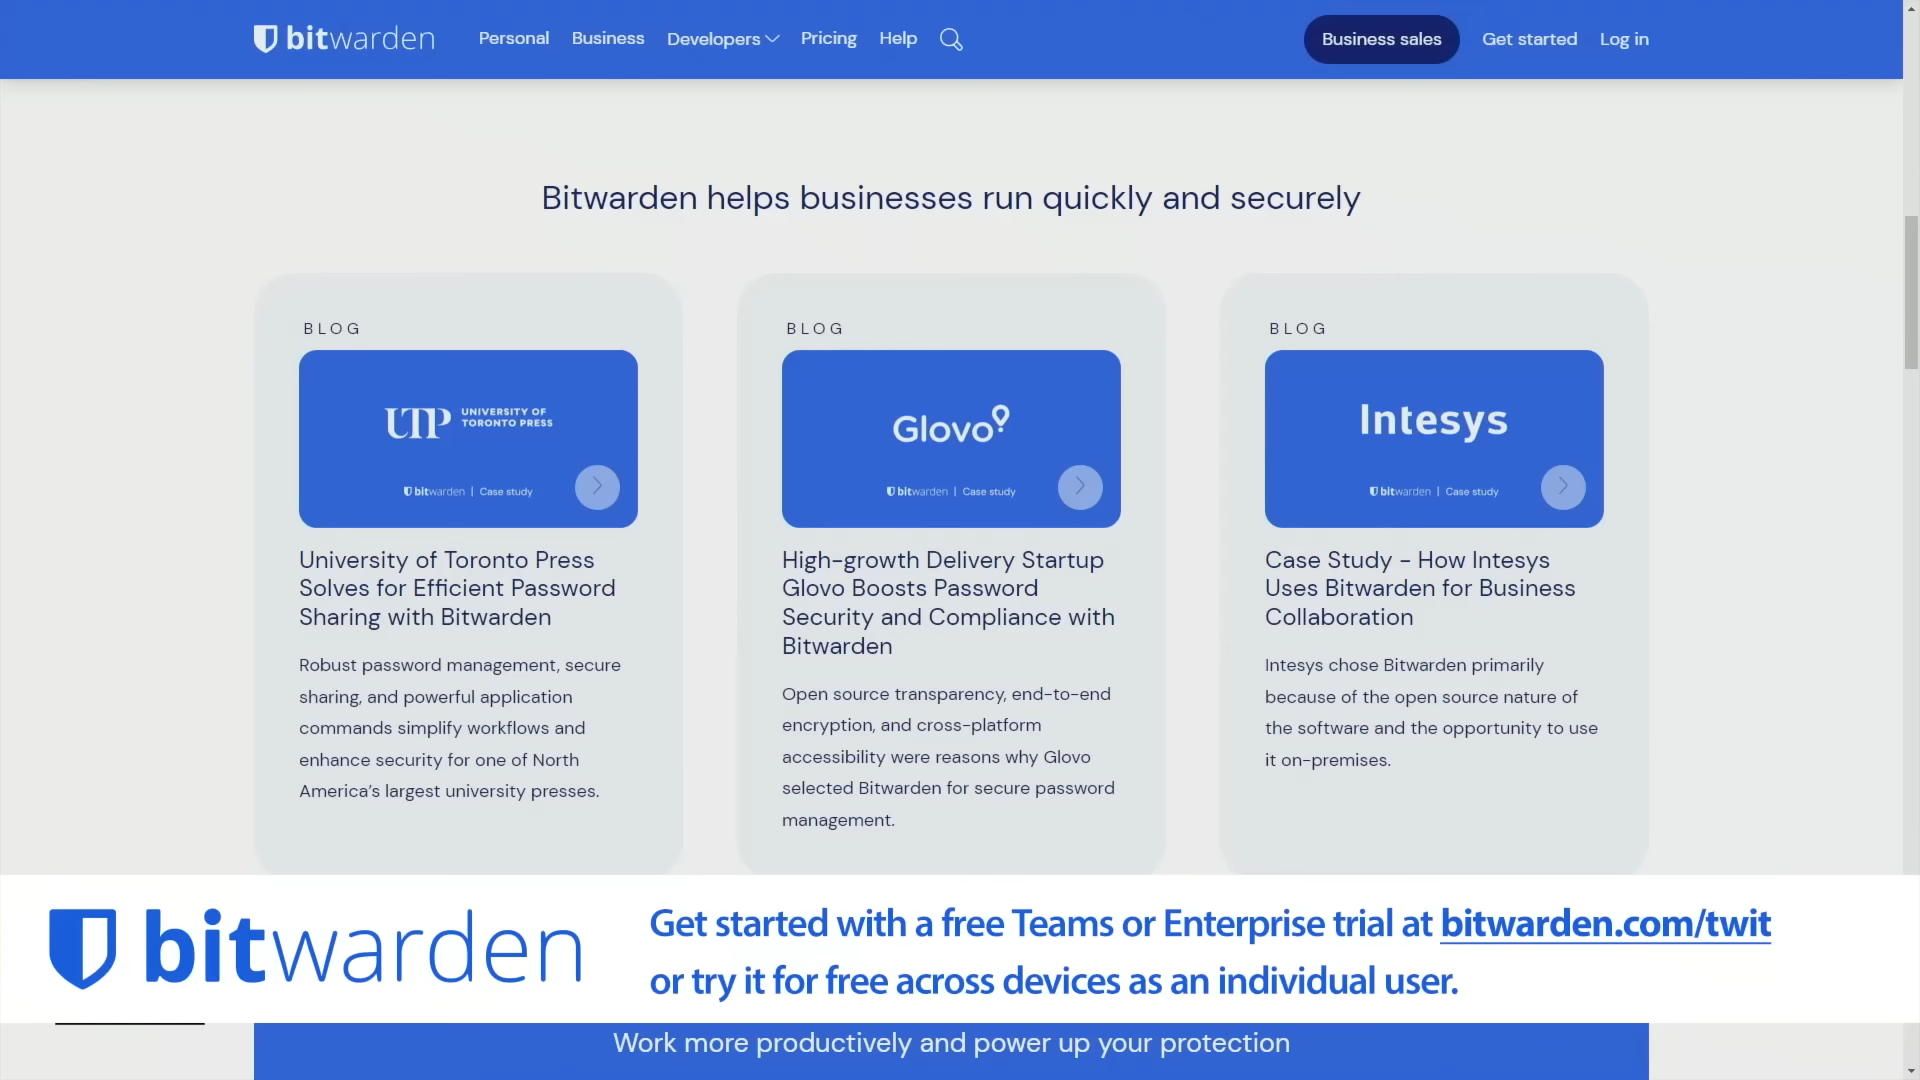 bitwarden Personal Business Developers Pricing Help Business sales Get started Log in
Bitwarden helps businesses run quickly and securely
BLOG
UTP UNIVERSITY OF
TORONTO PRESS
bitwarden | Case study
University of Toronto Press
Solves for Efficient Password
Sharing with Bitwarden
Robust password management, secure
sharing, and powerful application
commands simplify workflows and
enhance security for one of North
America's largest university presses.
BLOG
Glovo
bitwarden | Case study
High-growth Delivery Startup
Glovo Boosts Password
Security and Compliance with
Bitwarden
Open source transparency, end-to-end
encryption, and cross-platform
accessibility were reasons why Glovo
selected Bitwarden for secure password
management.
BLOG
Intesys
bitwarden | Case study
Case Study - How Intesys
Uses Bitwarden for Business
Collaboration
Intesys chose Bitwarden primarily
because of the open source nature of
the software and the opportunity to use
it on-premises.
bitwarden
Get started with a free Teams or Enterprise trial at bitwarden.com/twit
or try it for free across devices as an individual user.
Work more productively and power up your protection